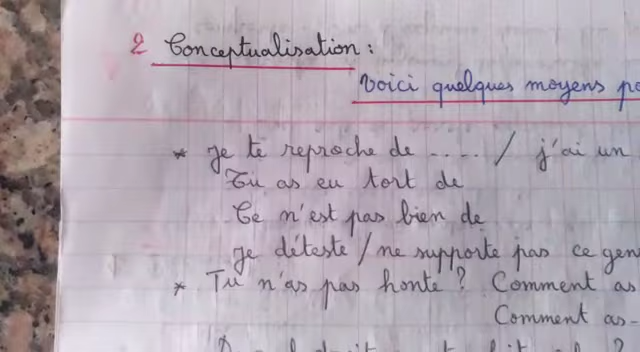 2 Conceptualisation :
Voici quelques moyens
* Je te reproche de ..... / j'ai un
Tu as eu tort de
Ce n'est pas bien de
Je déteste / ne supporte pas ce
* Tu n'as pas honte ? Comment as
Comment as-